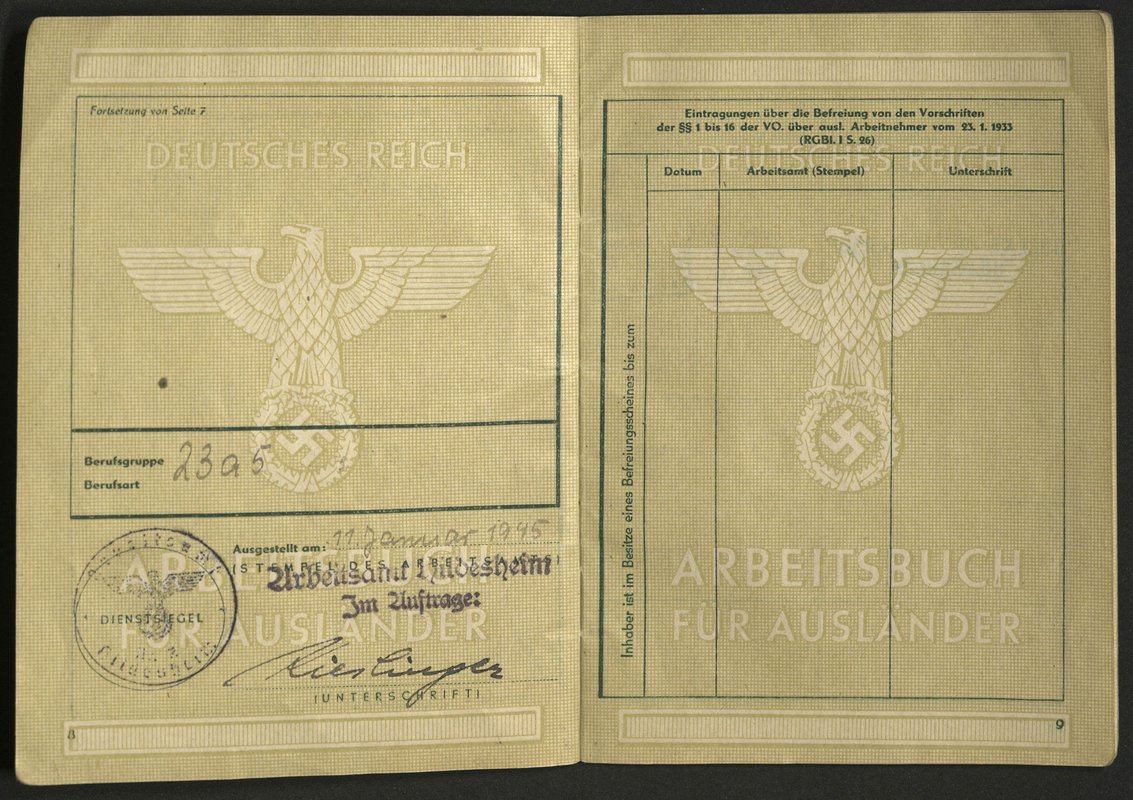 Fortsetzung von Seite 7
DEUTSCHES REICH
Berufsgruppe 23a5
Berufsart
Ausgestellt am: 11. Januar 1945
(STEMPEL DES ARBEITSAMTS)
Arbeitsamt Hildesheim
Im Auftrage:
Arbeitsamt
DIENSTSIEGEL
Hildesheim
(UNTERSCHRIFT)
ARBEITSBUCH
FÜR AUSLÄNDER
8
Eintragungen über die Befreiung von den Vorschriften
der §§ 1 bis 16 der VO. über ausl. Arbeitnehmer vom 23. 1. 1933
(RGBl. I S. 26)
DEUTSCHES REICH
Datum Arbeitsamt (Stempel) Unterschrift
Inhaber ist im Besitze eines Befreiungsscheines bis zum
ARBEITSBUCH
FÜR AUSLÄNDER
9